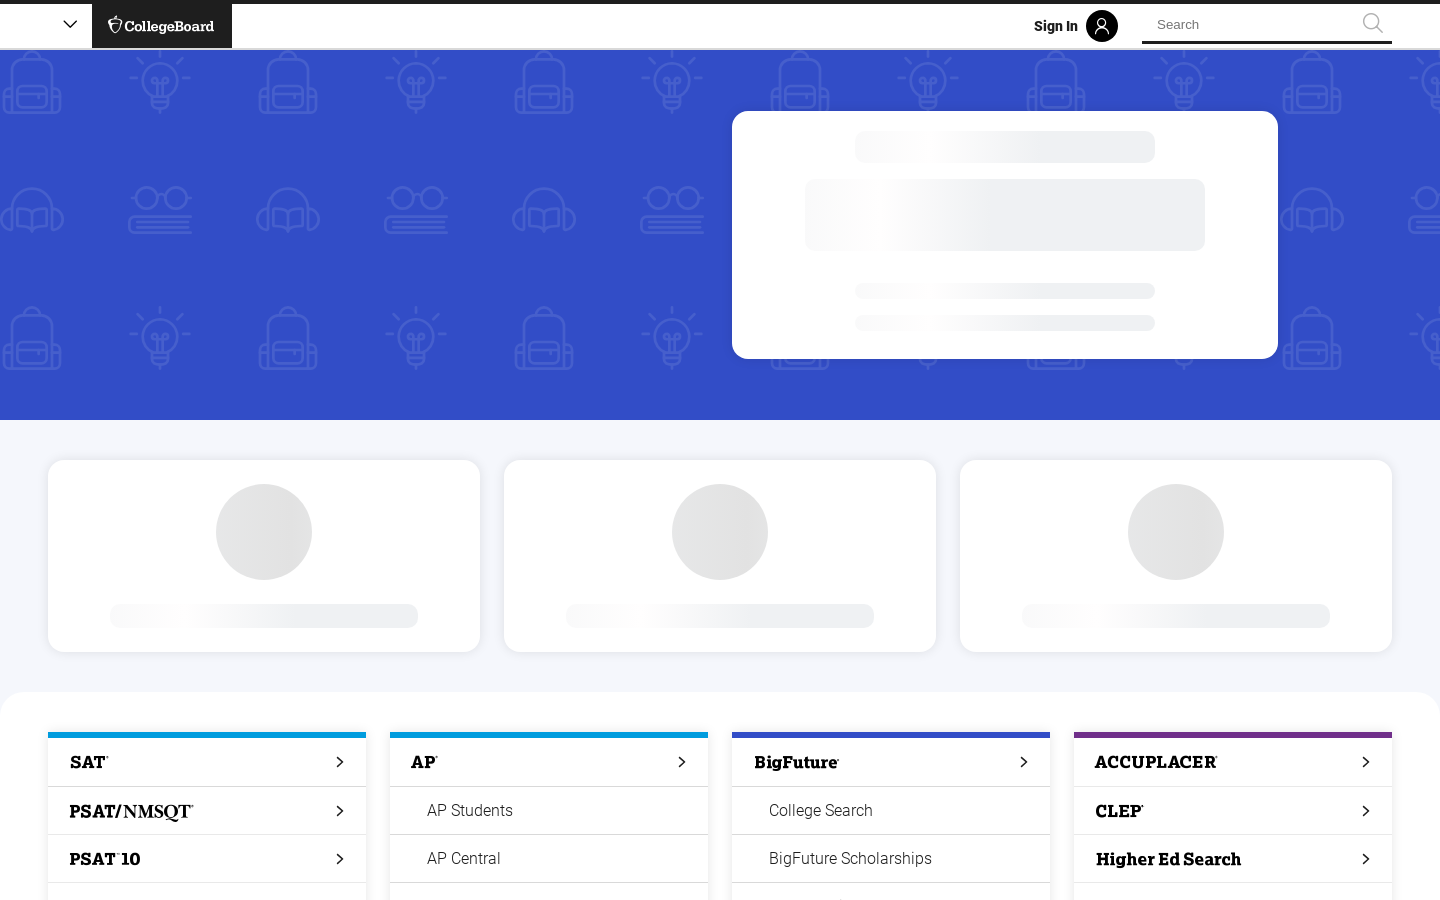 CollegeBoard
Sign In
Search
SAT®
PSAT/NMSQT®
PSAT™ 10
AP®
AP Students
AP Central
BigFuture®
College Search
BigFuture Scholarships
ACCUPLACER®
CLEP®
Higher Ed Search